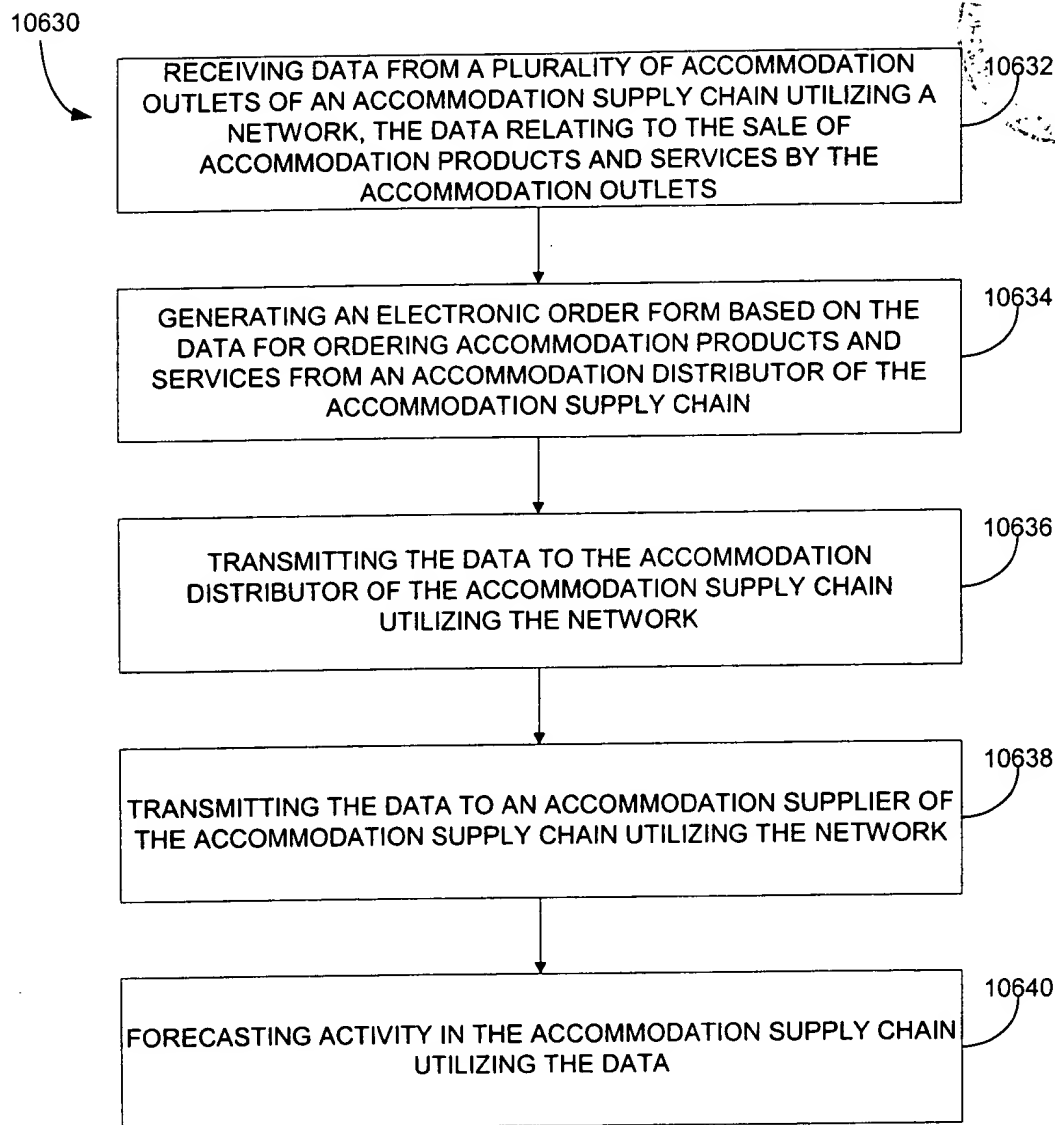 10630
RECEIVING DATA FROM A PLURALITY OF ACCOMMODATION
OUTLETS OF AN ACCOMMODATION SUPPLY CHAIN UTILIZING A
NETWORK, THE DATA RELATING TO THE SALE OF
ACCOMMODATION PRODUCTS AND SERVICES BY THE
ACCOMMODATION OUTLETS
10632
GENERATING AN ELECTRONIC ORDER FORM BASED ON THE
DATA FOR ORDERING ACCOMMODATION PRODUCTS AND
SERVICES FROM AN ACCOMMODATION DISTRIBUTOR OF THE
ACCOMMODATION SUPPLY CHAIN
10634
TRANSMITTING THE DATA TO THE ACCOMMODATION
DISTRIBUTOR OF THE ACCOMMODATION SUPPLY CHAIN
UTILIZING THE NETWORK
10636
TRANSMITTING THE DATA TO AN ACCOMMODATION SUPPLIER OF
THE ACCOMMODATION SUPPLY CHAIN UTILIZING THE NETWORK
10638
FORECASTING ACTIVITY IN THE ACCOMMODATION SUPPLY CHAIN
UTILIZING THE DATA
10640